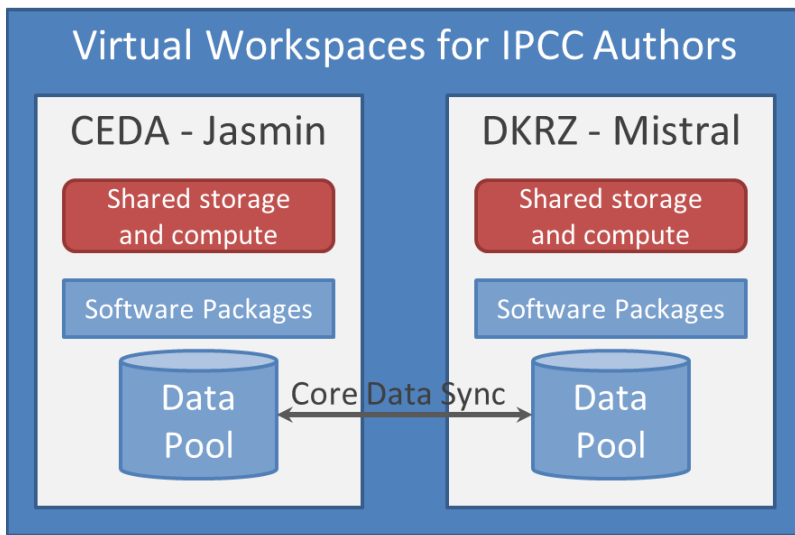 Virtual Workspaces for IPCC Authors
CEDA - Jasmin
Shared storage
and compute
Software Packages
Data
Pool
Core Data Sync
DKRZ - Mistral
Shared storage
and compute
Software Packages
Data
Pool